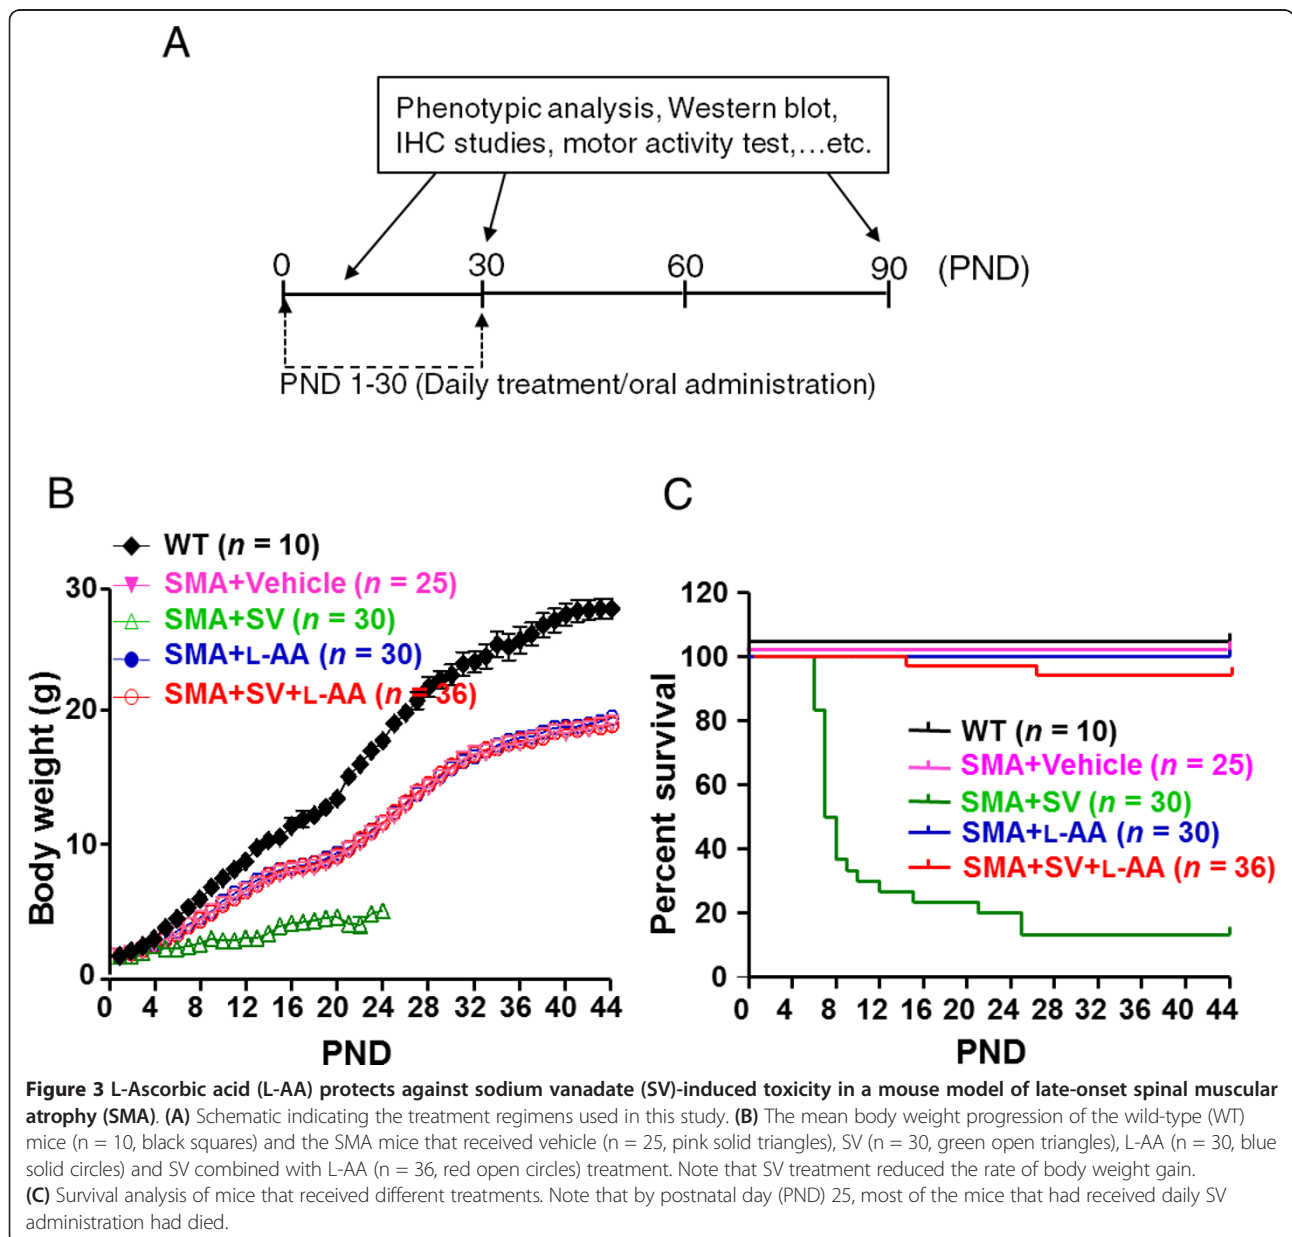 A
Phenotypic analysis, Western blot,
IHC studies, motor activity test,...etc.
0 30 60 90 (PND)
PND 1-30 (Daily treatment/oral administration)
B
WT (n = 10)
SMA+Vehicle (n = 25)
SMA+SV (n = 30)
SMA+L-AA (n = 30)
SMA+SV+L-AA (n = 36)
Body weight (g)
30
20
10
0
0 4 8 12 16 20 24 28 32 36 40 44
PND
C
Percent survival
120
100
80
60
40
20
0
WT (n = 10)
SMA+Vehicle (n = 25)
SMA+SV (n = 30)
SMA+L-AA (n = 30)
SMA+SV+L-AA (n = 36)
0 4 8 12 16 20 24 28 32 36 40 44
PND
Figure 3 L-Ascorbic acid (L-AA) protects against sodium vanadate (SV)-induced toxicity in a mouse model of late-onset spinal muscular
atrophy (SMA). (A) Schematic indicating the treatment regimens used in this study. (B) The mean body weight progression of the wild-type (WT)
mice (n = 10, black squares) and the SMA mice that received vehicle (n = 25, pink solid triangles), SV (n = 30, green open triangles), L-AA (n = 30, blue
solid circles) and SV combined with L-AA (n = 36, red open circles) treatment. Note that SV treatment reduced the rate of body weight gain.
(C) Survival analysis of mice that received different treatments. Note that by postnatal day (PND) 25, most of the mice that had received daily SV
administration had died.